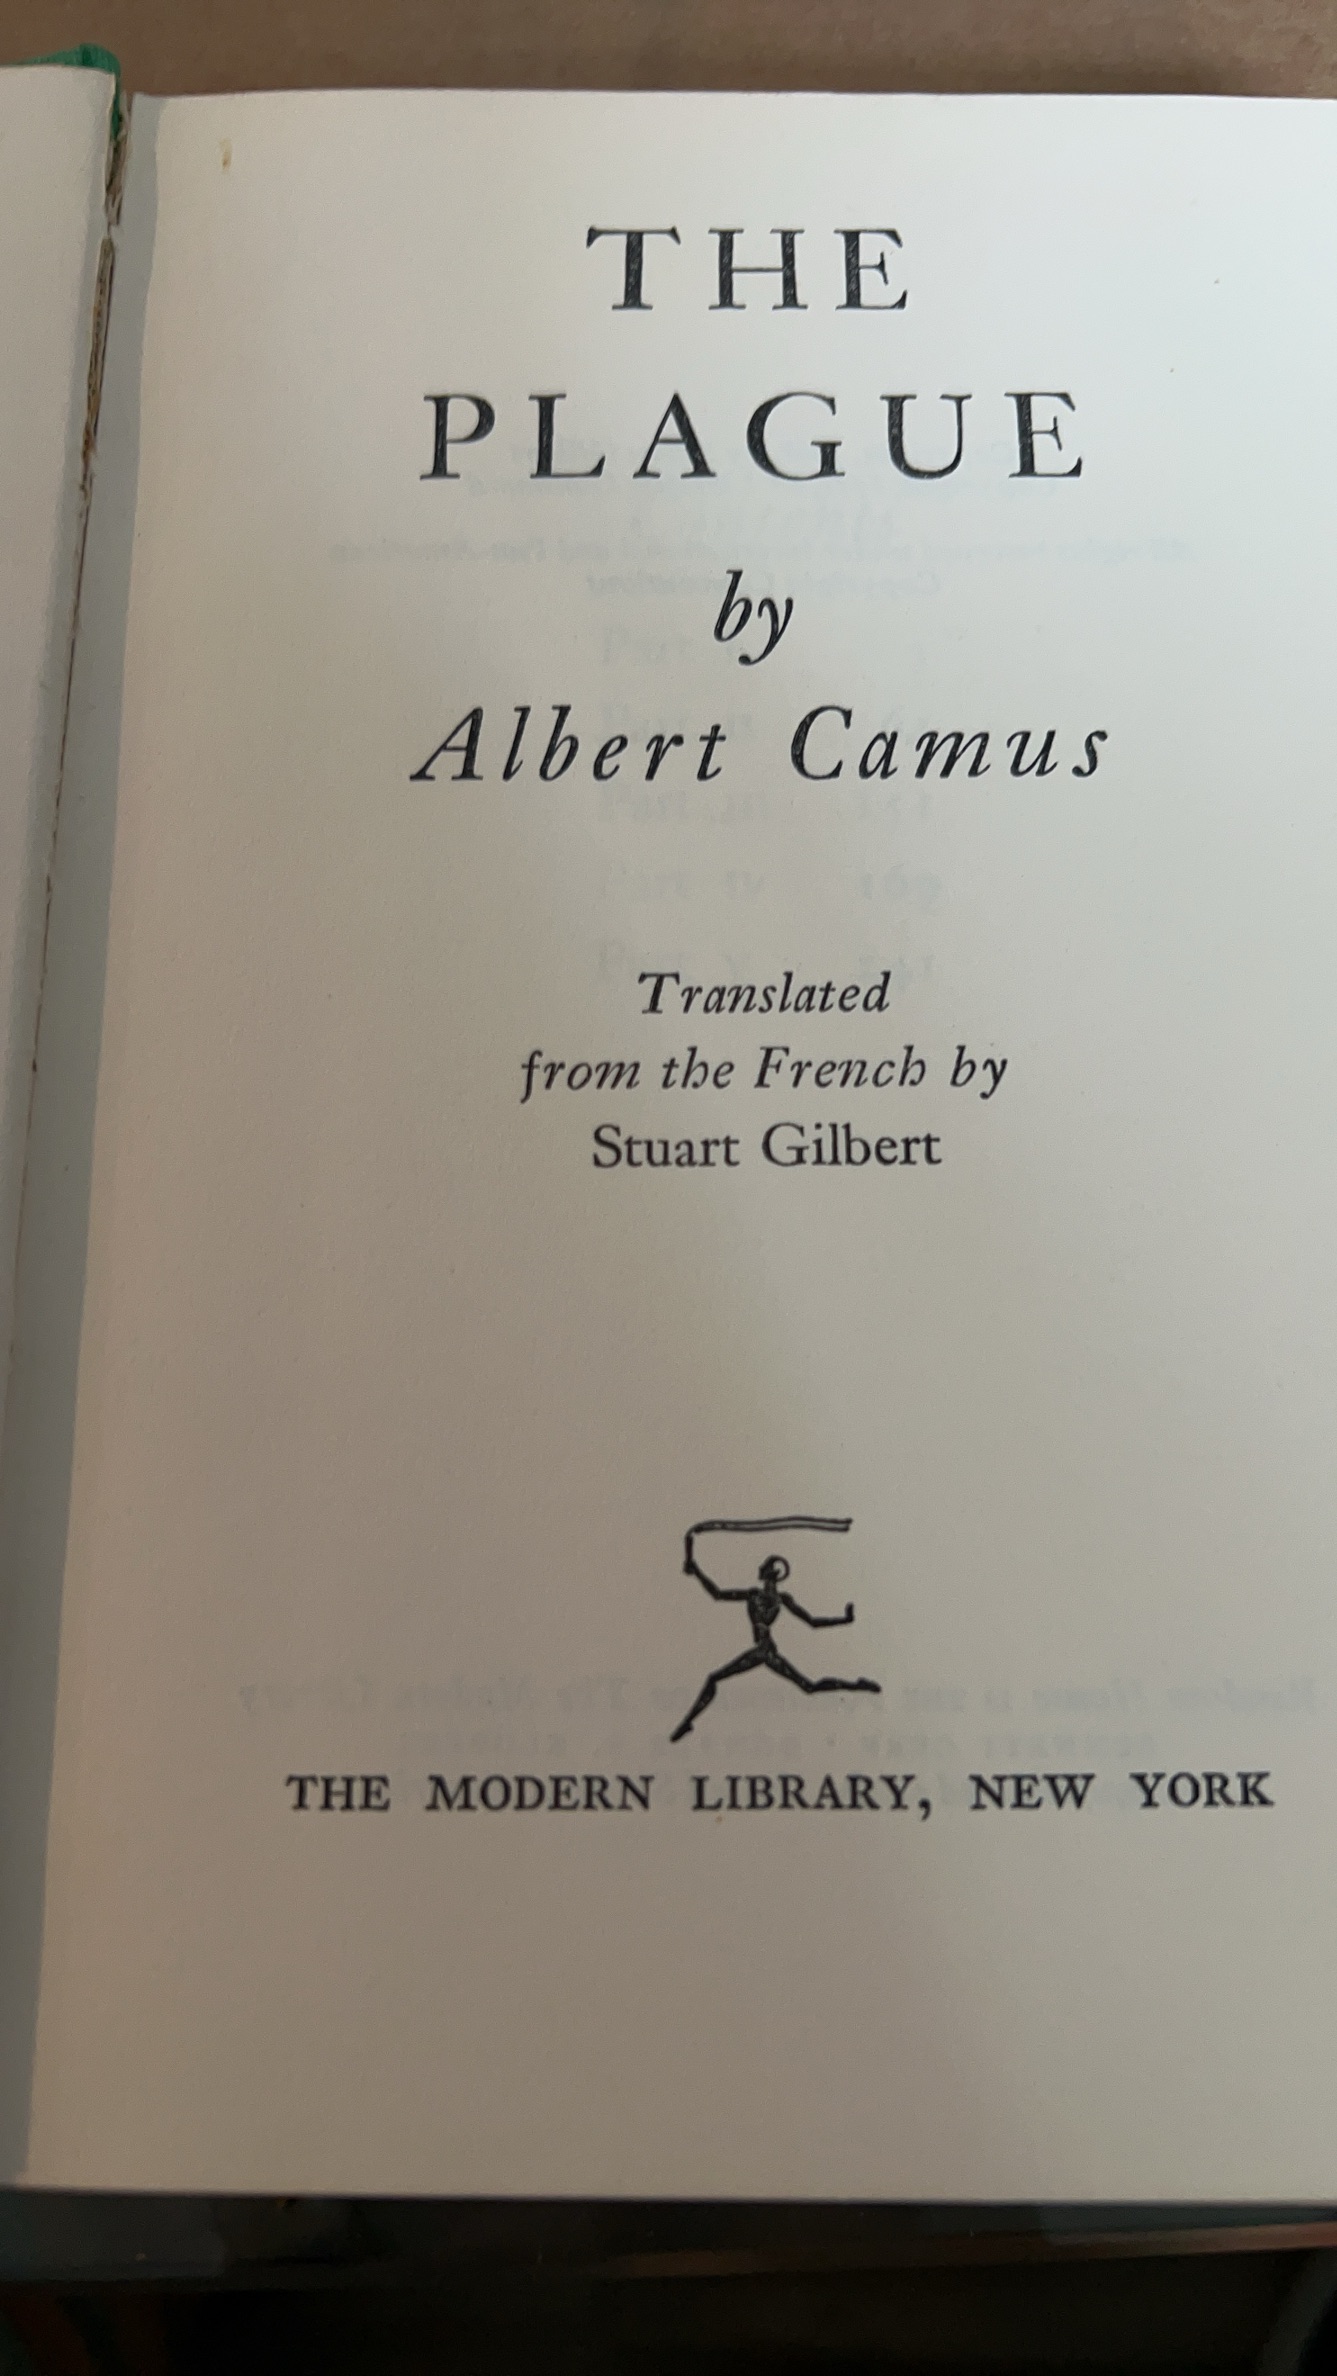 THE
PLAGUE
by
Albert Camus
Translated
from the French by
Stuart Gilbert
THE MODERN LIBRARY, NEW YORK